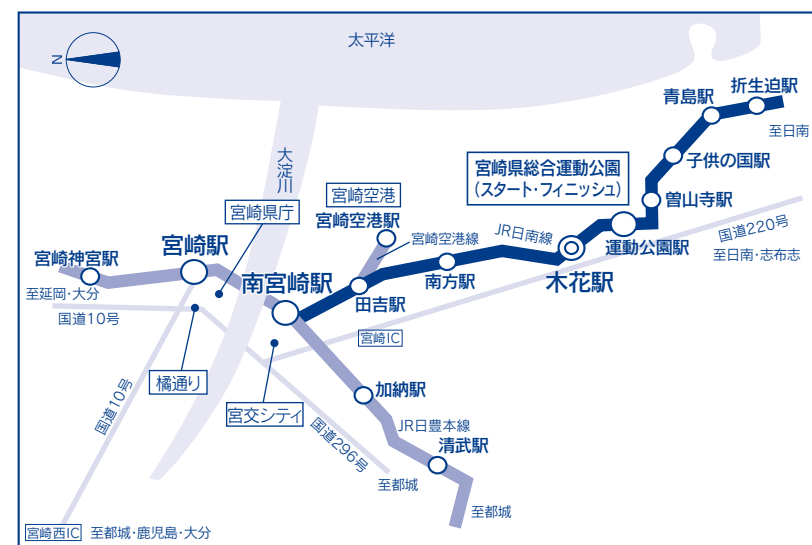 太平洋
N
折生迫駅
青島駅
至日南
子供の国駅
宮崎県総合運動公園
(スタート・フィニッシュ)
曽山寺駅
大淀川
宮崎空港
宮崎空港駅
宮崎県庁
宮崎空港線
JR日南線
運動公園駅
国道220号
至日南・志布志
木花駅
宮崎駅
宮崎神宮駅
南宮崎駅
南方駅
田吉駅
至延岡・大分
国道10号
宮崎IC
橘通り
加納駅
宮交シティ
国道10号
JR日豊本線
国道296号
清武駅
至都城
至都城
宮崎西IC 至都城・鹿児島・大分